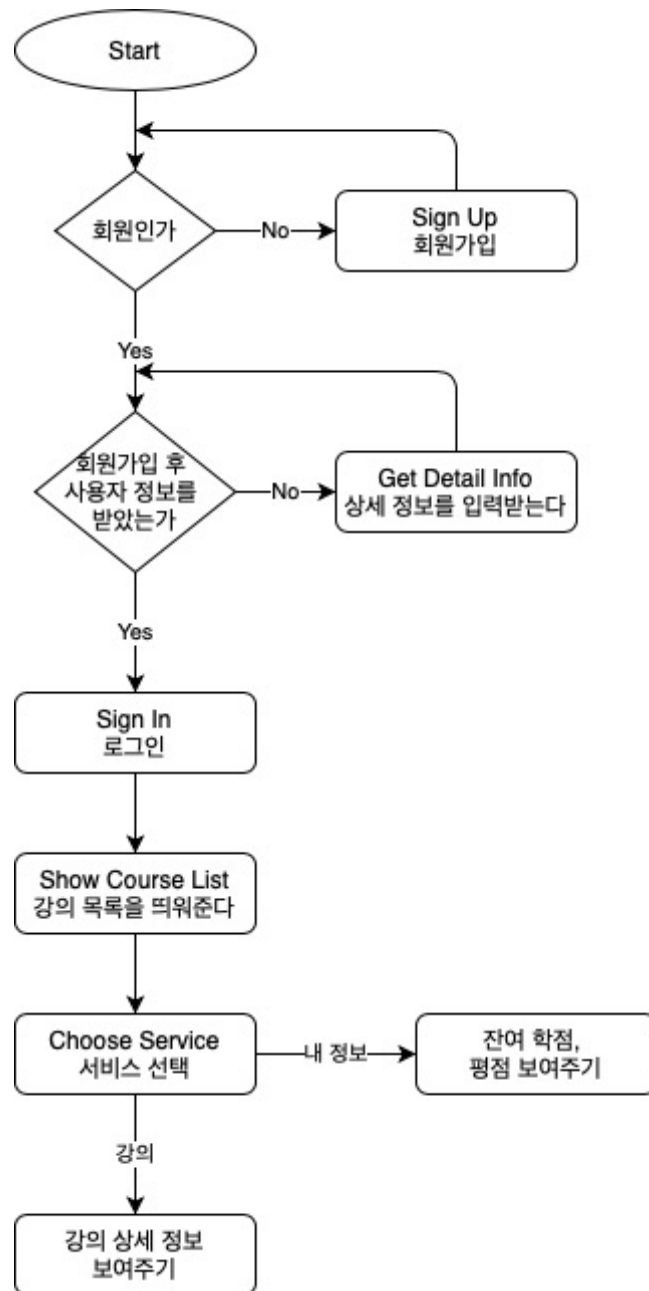 Start
회원인가
No
Sign Up
회원가입
Yes
회원가입 후
사용자 정보를
받았는가
No
Get Detail Info
상세 정보를 입력받는다
Yes
Sign In
로그인
Show Course List
강의 목록을 띄워준다
Choose Service
서비스 선택
내 정보
잔여 학점,
평점 보여주기
강의
강의 상세 정보
보여주기